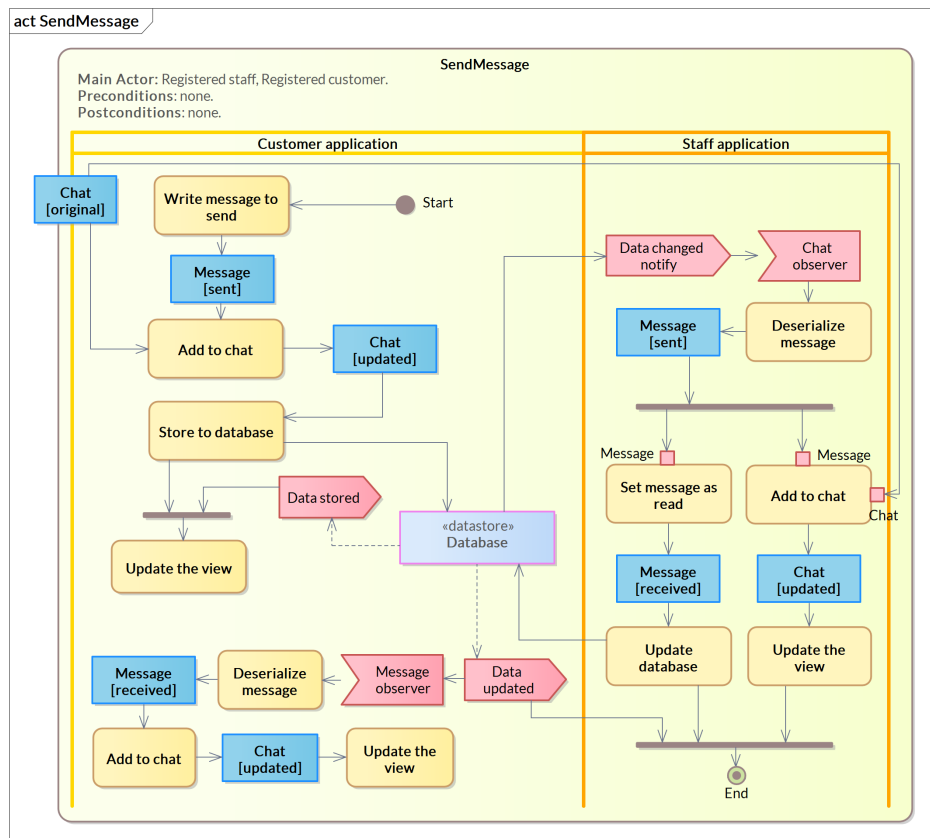 act SendMessage
SendMessage
Main Actor: Registered staff, Registered customer.
Preconditions: none.
Postconditions: none.
Customer application
Staff application
Chat
[original]
Write message to
send
Start
Message
[sent]
Add to chat
Chat
[updated]
Store to database
Data stored
Update the view
«datastore»
Database
Data changed
notify
Chat
observer
Deserialize
message
Message
[sent]
Message
Message
Set message as
read
Add to chat
Chat
Message
[received]
Chat
[updated]
Update
database
Update the
view
Message
[received]
Deserialize
message
Message
observer
Data
updated
Add to chat
Chat
[updated]
Update the
view
End